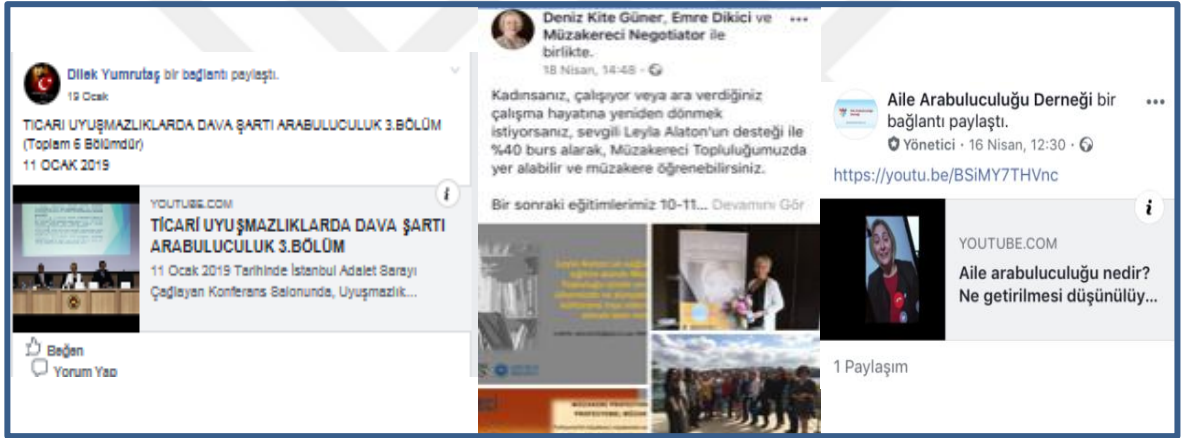 Dilek Yumrutaş bir bağlantı paylaştı.
19 Ocak
TİCARİ UYUŞMAZLIKLARDA DAVA ŞARTI ARABULUCULUK 3.BÖLÜM
(Toplam 6 Bölümdür)
11 OCAK 2019
YOUTUBE.COM
TİCARİ UYUŞMAZLIKLARDA DAVA ŞARTI
ARABULUCULUK 3.BÖLÜM
11 Ocak 2019 Tarihinde İstanbul Adalet Sarayı
Çağlayan Konferans Salonunda, Uyuşmazlık...
Beğen
Yorum Yap
Deniz Kite Güner, Emre Dikici ve
Müzakereci Negotiator ile
birlikte.
18 Nisan, 14:48
Kadınsanız, çalışıyor veya ara verdiğiniz
çalışma hayatına yeniden dönmek
istiyorsanız, sevgili Leyla Alaton'un desteği ile
%40 burs alarak, Müzakereci Topluluğumuzda
yer alabilir ve müzakere öğrenebilirsiniz.
Bir sonraki eğitimlerimiz 10-11... Devamını Gör
Aile Arabuluculuğu Derneği bir
bağlantı paylaştı.
Yönetici · 16 Nisan, 12:30
https://youtu.be/BSiMY7THVnc
YOUTUBE.COM
Aile arabuluculuğu nedir?
Ne getirilmesi düşünülüy...
1 Paylaşım